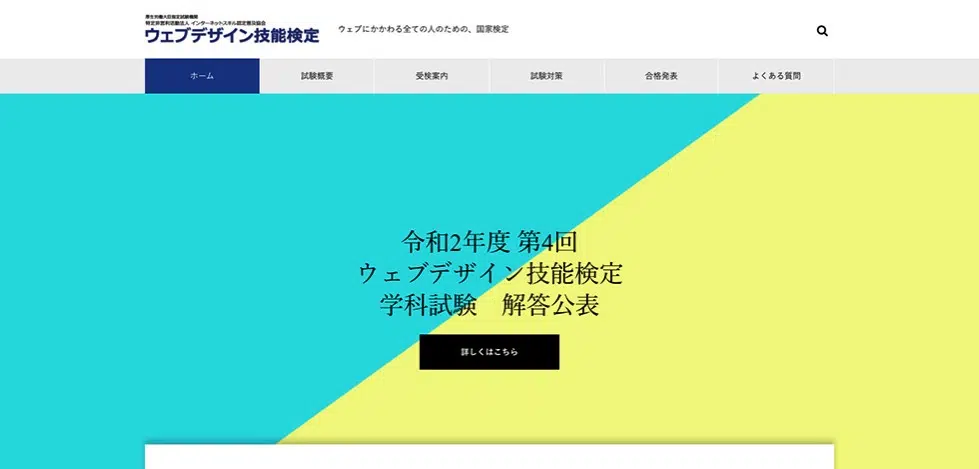 厚生労働大臣指定試験機関
特定非営利活動法人 インターネットスキル認定普及協会
ウェブデザイン技能検定
ウェブにかかわる全ての人のための、国家検定
ホーム
試験概要
受検案内
試験対策
合格発表
よくある質問
令和2年度 第4回
ウェブデザイン技能検定
学科試験　解答公表
詳しくはこちら